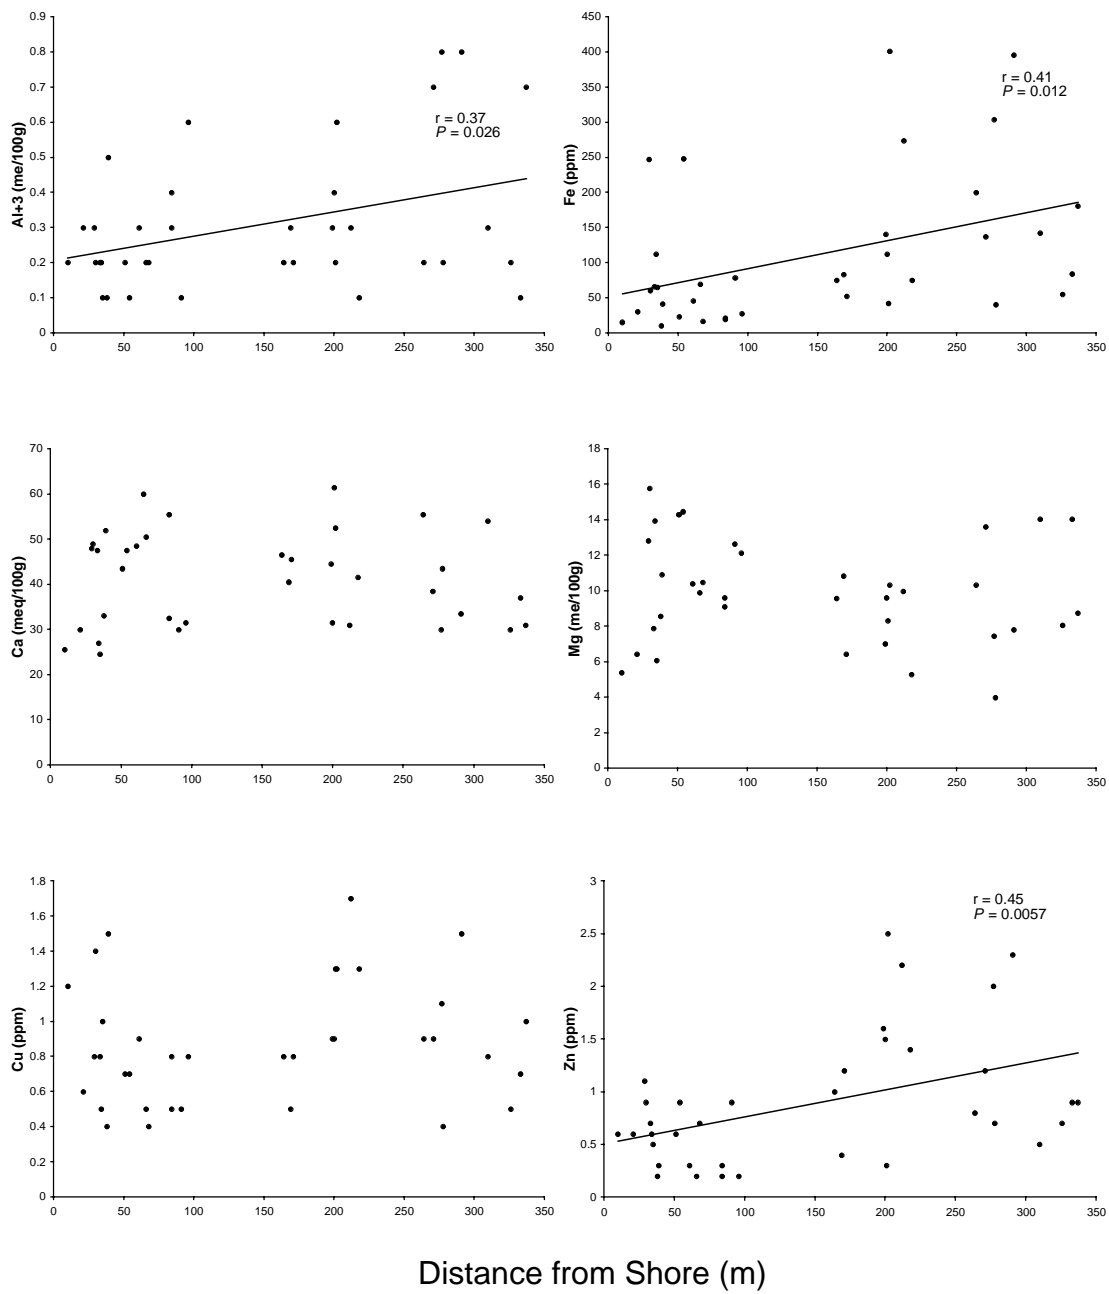 0.9
0.8
0.7
0.6
0.5
0.4
0.3
0.2
0.1
0
Al+3 (me/100g)
r = 0.37
P = 0.026
0 50 100 150 200 250 300 350
450
400
350
300
250
200
150
100
50
0
Fe (ppm)
r = 0.41
P = 0.012
0 50 100 150 200 250 300 350
70
60
50
40
30
20
10
0
Ca (meq/100g)
0 50 100 150 200 250 300 350
18
16
14
12
10
8
6
4
2
0
Mg (me/100g)
0 50 100 150 200 250 300 350
1.8
1.6
1.4
1.2
1
0.8
0.6
0.4
0.2
0
Cu (ppm)
0 50 100 150 200 250 300 350
3
2.5
2
1.5
1
0.5
0
Zn (ppm)
r = 0.45
P = 0.0057
0 50 100 150 200 250 300 350
Distance from Shore (m)